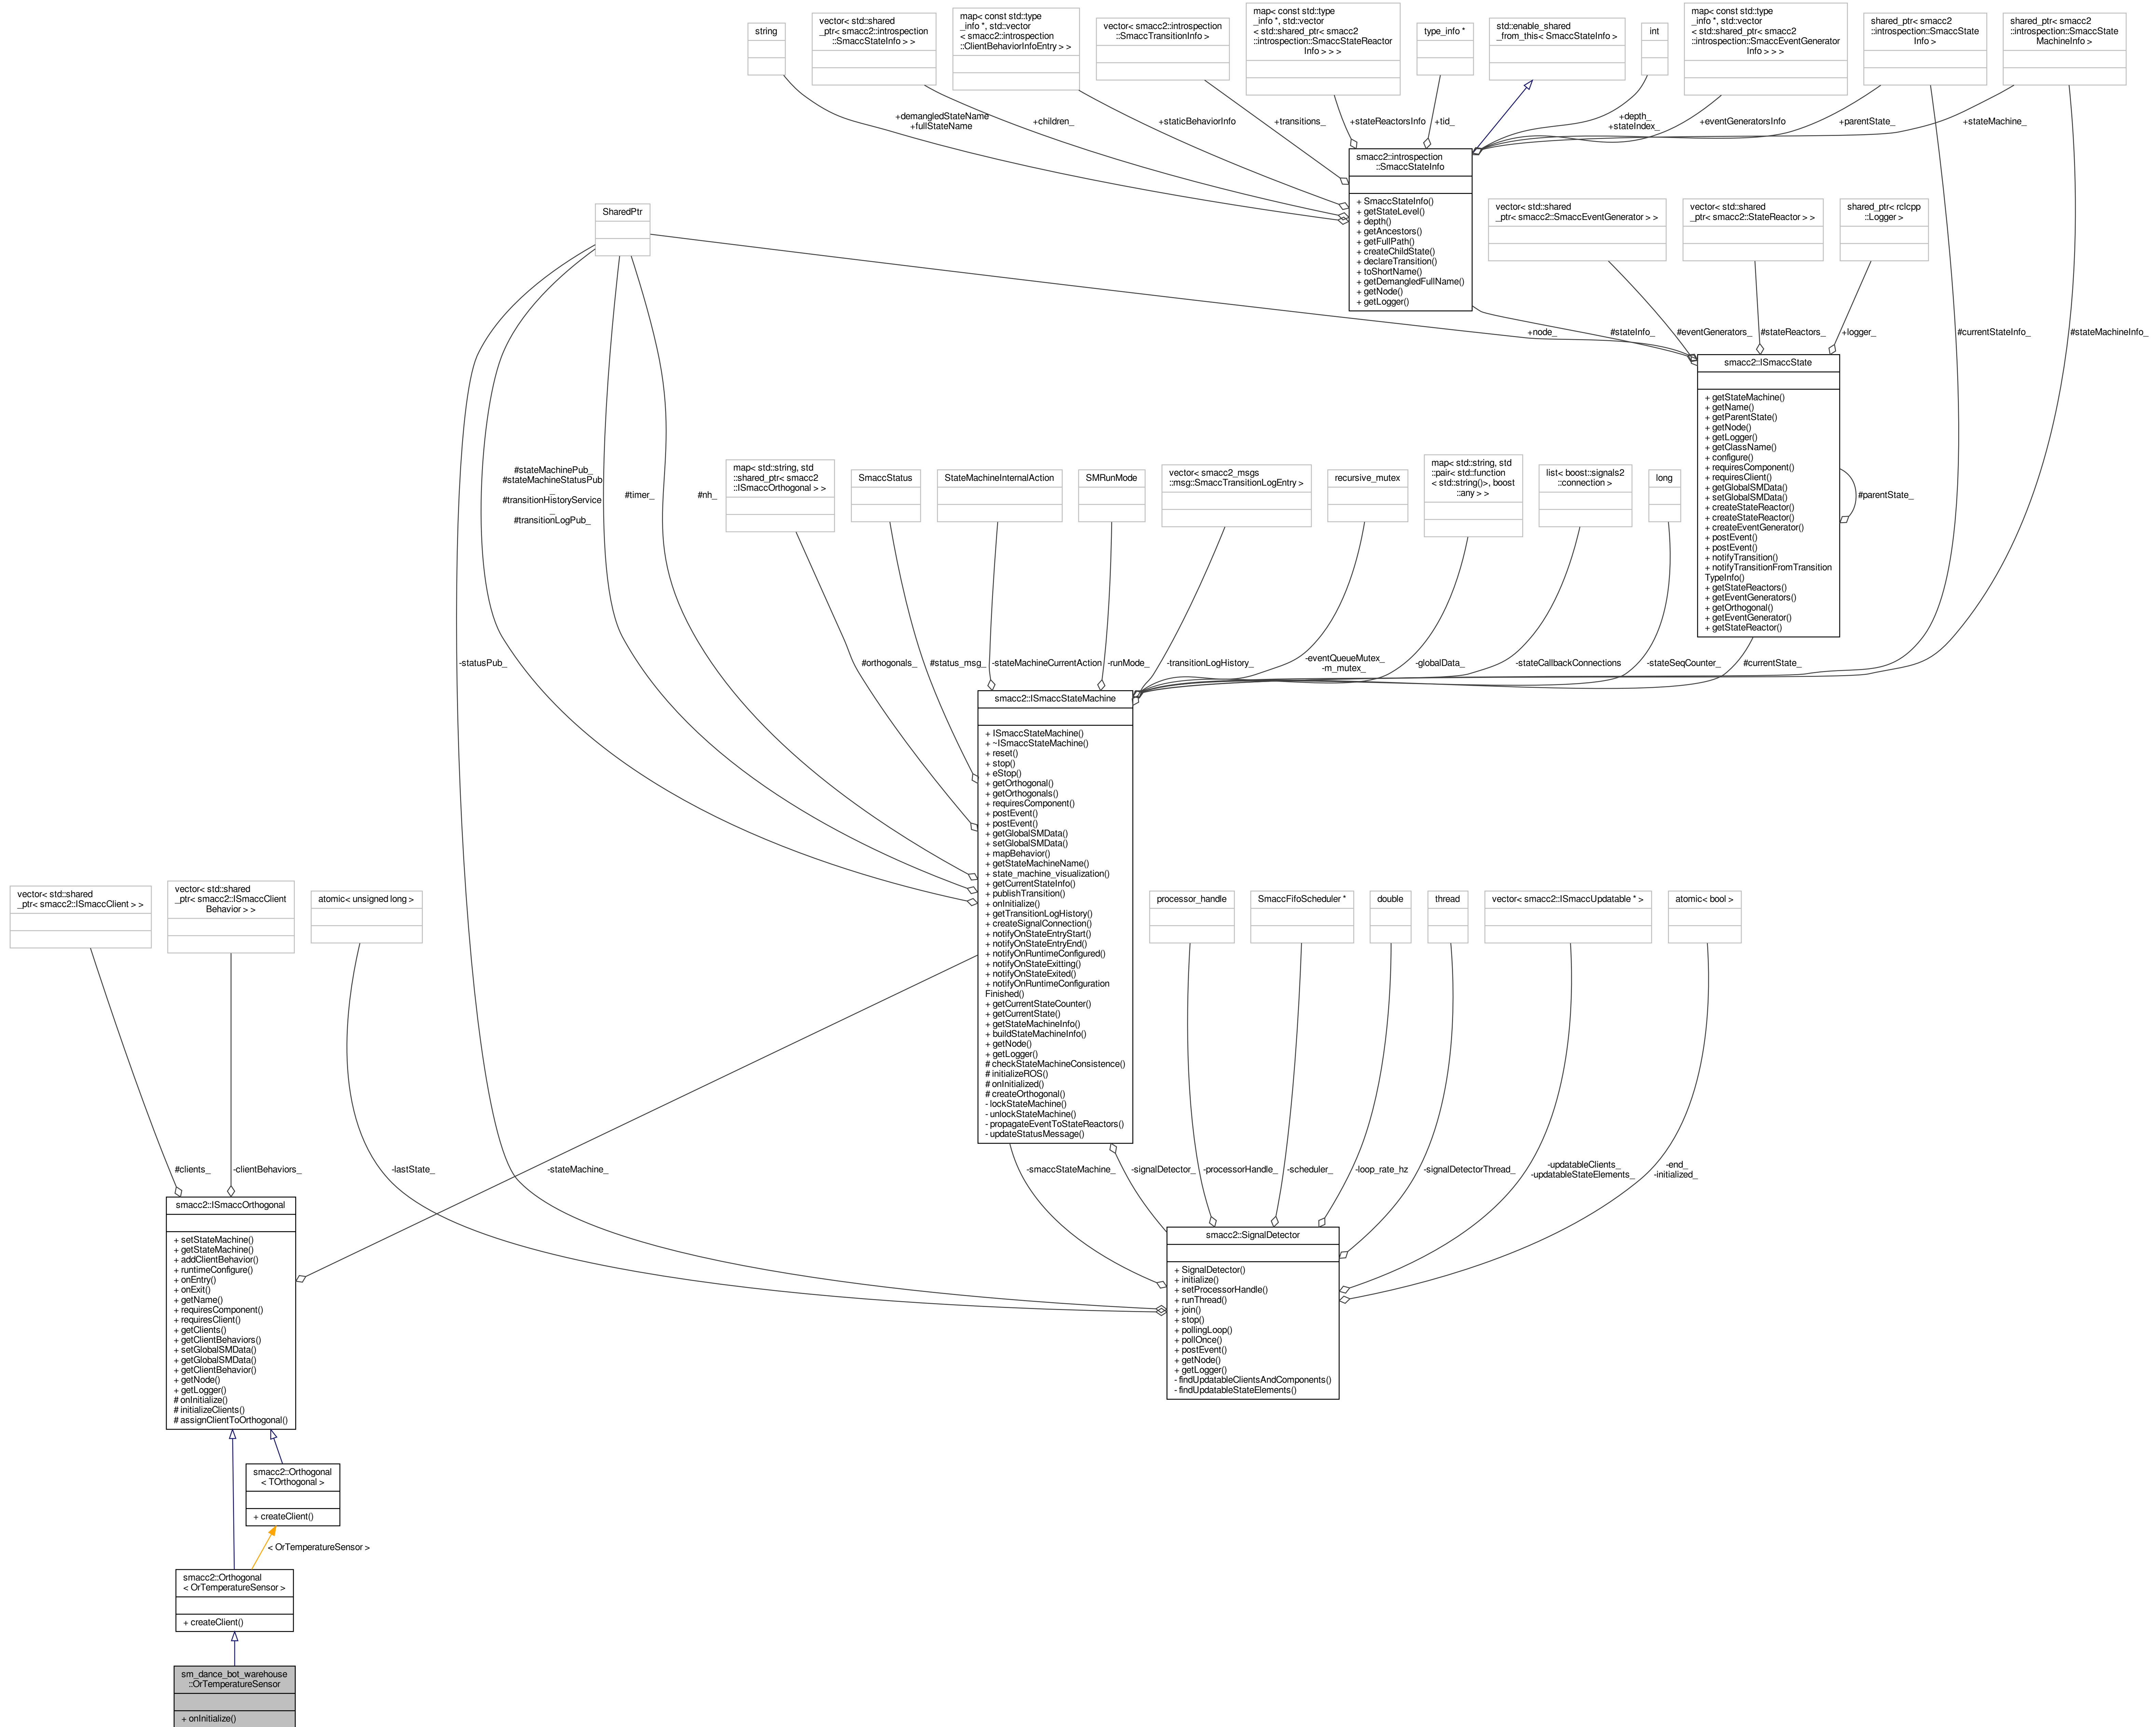 string
vector< std::shared
_ptr< smacc2::introspection
::SmaccStateInfo > >
map< const std::type
_info *, std::vector
< smacc2::introspection
::ClientBehaviorInfoEntry > >
vector< smacc2::introspection
::SmaccTransitionInfo >
map< const std::type
_info *, std::vector
< std::shared_ptr< smacc2
::introspection::SmaccStateReactor
Info > > >
type_info *
std::enable_shared
_from_this< SmaccStateInfo >
int
map< const std::type
_info *, std::vector
< std::shared_ptr< smacc2
::introspection::SmaccEventGenerator
Info > > >
shared_ptr< smacc2
::introspection::SmaccState
Info >
shared_ptr< smacc2
::introspection::SmaccState
MachineInfo >
+demangledStateName
+fullStateName
+children_
+staticBehaviorInfo
+transitions_
+stateReactorsInfo
+tid_
+depth_
+stateIndex_
+eventGeneratorsInfo
+parentState_
+stateMachine_
smacc2::introspection
::SmaccStateInfo
+ SmaccStateInfo()
+ getStateLevel()
+ depth()
+ getAncestors()
+ getFullPath()
+ createChildState()
+ declareTransition()
+ toShortName()
+ getDemangledFullName()
+ getNode()
+ getLogger()
SharedPtr
vector< std::shared
_ptr< smacc2::SmaccEventGenerator > >
vector< std::shared
_ptr< smacc2::StateReactor > >
shared_ptr< rclcpp
::Logger >
+node_
#stateInfo_
#eventGenerators_
#stateReactors_
+logger_
#currentStateInfo_
#stateMachineInfo_
smacc2::ISmaccState
+ getStateMachine()
+ getName()
+ getParentState()
+ getNode()
+ getLogger()
+ getClassName()
+ configure()
+ requiresComponent()
+ requiresClient()
+ getGlobalSMData()
+ setGlobalSMData()
+ createStateReactor()
+ createStateReactor()
+ createEventGenerator()
+ postEvent()
+ postEvent()
+ notifyTransition()
+ notifyTransitionFromTransition
TypeInfo()
+ getStateReactors()
+ getEventGenerators()
+ getOrthogonal()
+ getEventGenerator()
+ getStateReactor()
#parentState_
#stateMachinePub_
#stateMachineStatusPub
_
#transitionHistoryService
_
#transitionLogPub_
#timer_
#nh_
map< std::string, std
::shared_ptr< smacc2
::ISmaccOrthogonal > >
SmaccStatus
StateMachineInternalAction
SMRunMode
vector< smacc2_msgs
::msg::SmaccTransitionLogEntry >
recursive_mutex
map< std::string, std
::pair< std::function
< std::string()>, boost
::any > >
list< boost::signals2
::connection >
long
-statusPub_
#orthogonals_
#status_msg_
-stateMachineCurrentAction
-runMode_
-transitionLogHistory_
-eventQueueMutex_
-m_mutex_
-globalData_
-stateCallbackConnections
-stateSeqCounter_
#currentState_
smacc2::ISmaccStateMachine
+ ISmaccStateMachine()
+ ~ISmaccStateMachine()
+ reset()
+ stop()
+ eStop()
+ getOrthogonal()
+ getOrthogonals()
+ requiresComponent()
+ postEvent()
+ postEvent()
+ getGlobalSMData()
+ setGlobalSMData()
+ mapBehavior()
+ getStateMachineName()
+ state_machine_visualization()
+ getCurrentStateInfo()
+ publishTransition()
+ onInitialize()
+ getTransitionLogHistory()
+ createSignalConnection()
+ notifyOnStateEntryStart()
+ notifyOnStateEntryEnd()
+ notifyOnRuntimeConfigured()
+ notifyOnStateExitting()
+ notifyOnStateExited()
+ notifyOnRuntimeConfiguration
Finished()
+ getCurrentStateCounter()
+ getCurrentState()
+ getStateMachineInfo()
+ buildStateMachineInfo()
+ getNode()
+ getLogger()
# checkStateMachineConsistence()
# initializeROS()
# onInitialized()
# createOrthogonal()
- lockStateMachine()
- unlockStateMachine()
- propagateEventToStateReactors()
- updateStatusMessage()
vector< std::shared
_ptr< smacc2::ISmaccClient > >
vector< std::shared
_ptr< smacc2::ISmaccClient
Behavior > >
atomic< unsigned long >
processor_handle
SmaccFifoScheduler *
double
thread
vector< smacc2::ISmaccUpdatable * >
atomic< bool >
#clients_
-clientBehaviors_
-lastState_
-stateMachine_
-smaccStateMachine_
-signalDetector_
-processorHandle_
-scheduler_
-loop_rate_hz
-signalDetectorThread_
-updatableClients_
-updatableStateElements_
-end_
-initialized_
smacc2::ISmaccOrthogonal
+ setStateMachine()
+ getStateMachine()
+ addClientBehavior()
+ runtimeConfigure()
+ onEntry()
+ onExit()
+ getName()
+ requiresComponent()
+ requiresClient()
+ getClients()
+ getClientBehaviors()
+ setGlobalSMData()
+ getGlobalSMData()
+ getClientBehavior()
+ getNode()
+ getLogger()
# onInitialize()
# initializeClients()
# assignClientToOrthogonal()
smacc2::SignalDetector
+ SignalDetector()
+ initialize()
+ setProcessorHandle()
+ runThread()
+ join()
+ stop()
+ pollingLoop()
+ pollOnce()
+ postEvent()
+ getNode()
+ getLogger()
- findUpdatableClientsAndComponents()
- findUpdatableStateElements()
smacc2::Orthogonal
< TOrthogonal >
+ createClient()
< OrTemperatureSensor >
smacc2::Orthogonal
< OrTemperatureSensor >
+ createClient()
sm_dance_bot_warehouse
::OrTemperatureSensor
+ onInitialize()